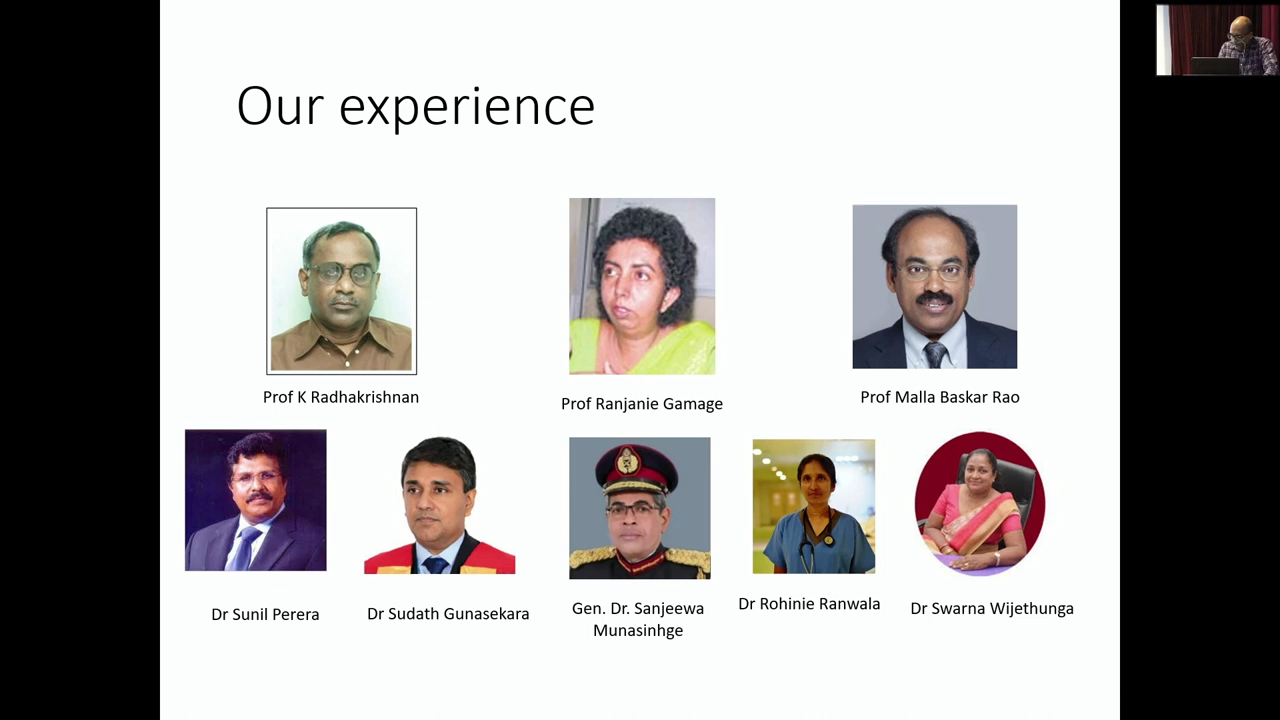 Our experience
Prof K Radhakrishnan
Prof Ranjanie Gamage
Prof Malla Baskar Rao
Dr Sunil Perera
Dr Sudath Gunasekara
Gen. Dr. Sanjeewa
Munasinhge
Dr Rohinie Ranwala
Dr Swarna Wijethunga